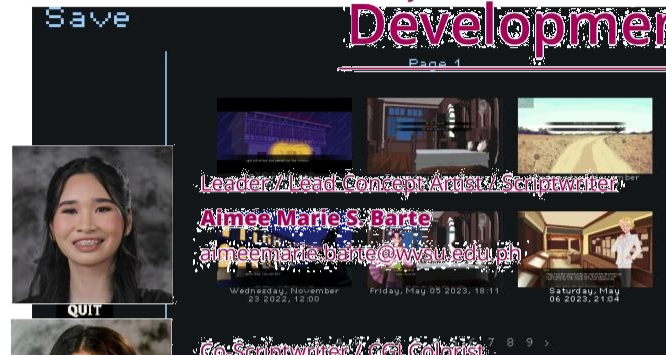 Save
Developmen
Page 1
Leader / Lead Concept Artist / Scriptwriter
Aimee Marie S. Barte
aimeemarie.barte@wvsu.edu.ph
Wednesday, November
23 2022, 12:00
Friday, May 05 2023, 18:11
Saturday, May
06 2023, 21:04
QUIT
7 8 9 >
Co-Scriptwriter / CGI Colorist